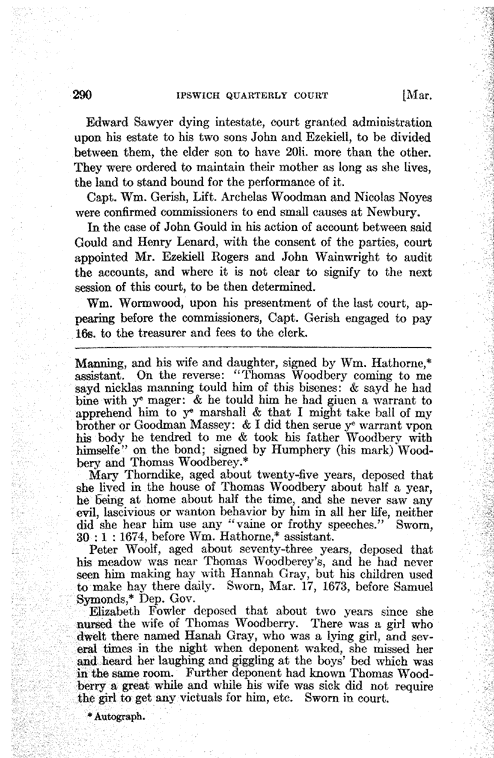 290 IPSWICH QUARTERLY COURT [Mar.
Edward Sawyer dying intestate, court granted administration
upon his estate to his two sons John and Ezekiell, to be divided
between them, the elder son to have 20li. more than the other.
They were ordered to maintain their mother as long as she lives,
the land to stand bound for the performance of it.
Capt. Wm. Gerish, Lift. Archelas Woodman and Nicolas Noyes
were confirmed commissioners to end small causes at Newbury.
In the case of John Gould in his action of account between said
Gould and Henry Lenard, with the consent of the parties, court
appointed Mr. Ezekiell Rogers and John Wainwright to audit
the accounts, and where it is not clear to signify to the next
session of this court, to be then determined.
Wm. Wormwood, upon his presentment of the last court, ap-
pearing before the commissioners, Capt. Gerish engaged to pay
16s. to the treasurer and fees to the clerk.
Manning, and his wife and daughter, signed by Wm. Hathorne,*
assistant. On the reverse: "Thomas Woodbery coming to me
sayd nicklas manning tould him of this bisenes: & sayd he had
bine with yᵉ mager: & he tould him he had giuen a warrant to
apprehend him to yᵉ marshall & that I might take ball of my
brother or Goodman Massey: & I did then serue yᵉ warrant vpon
his body he tendred to me & took his father Woodbery with
himselfe" on the bond; signed by Humphery (his mark) Wood-
bery and Thomas Woodberey.*
Mary Thorndike, aged about twenty-five years, deposed that
she lived in the house of Thomas Woodbery about half a year,
he being at home about half the time, and she never saw any
evil, lascivious or wanton behavior by him in all her life, neither
did she hear him use any "vaine or frothy speeches." Sworn,
30 : 1 : 1674, before Wm. Hathorne,* assistant.
Peter Woolf, aged about seventy-three years, deposed that
his meadow was near Thomas Woodberey's, and he had never
seen him making hay with Hannah Gray, but his children used
to make hay there daily. Sworn, Mar. 17, 1673, before Samuel
Symonds,* Dep. Gov.
Elizabeth Fowler deposed that about two years since she
nursed the wife of Thomas Woodberry. There was a girl who
dwelt there named Hanah Gray, who was a lying girl, and sev-
eral times in the night when deponent waked, she missed her
and heard her laughing and giggling at the boys' bed which was
in the same room. Further deponent had known Thomas Wood-
berry a great while and while his wife was sick did not require
the girl to get any victuals for him, etc. Sworn in court.
* Autograph.